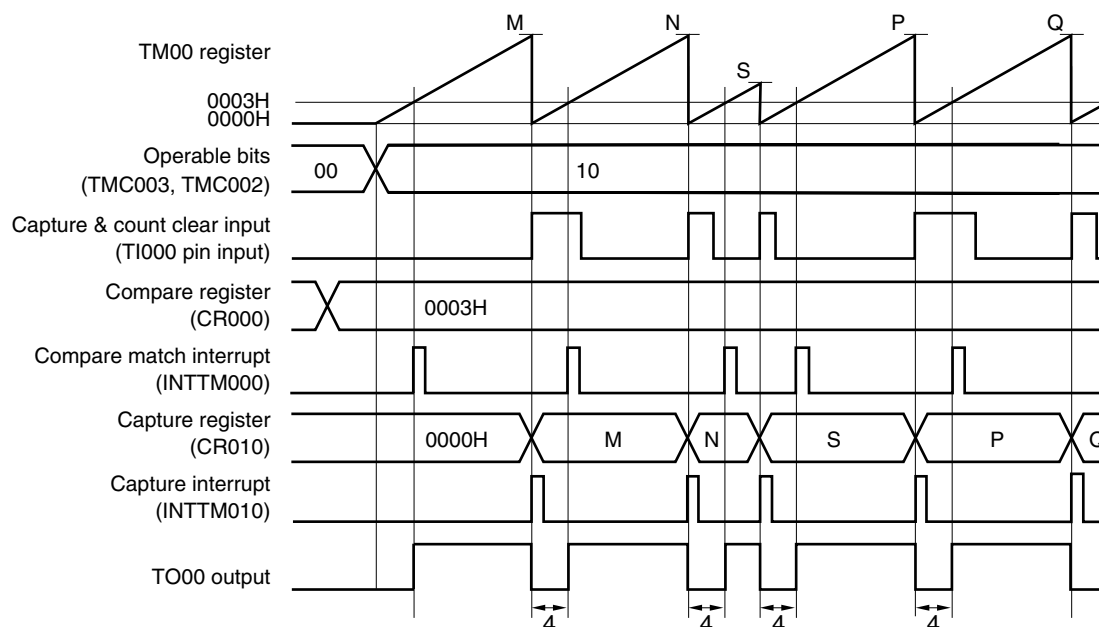 M N S P Q
TM00 register
0003H
0000H
Operable bits
(TMC003, TMC002)
00 10
Capture & count clear input
(TI000 pin input)
Compare register
(CR000)
0003H
Compare match interrupt
(INTTM000)
Capture register
(CR010)
0000H M N S P Q
Capture interrupt
(INTTM010)
TO00 output
4 4 4 4